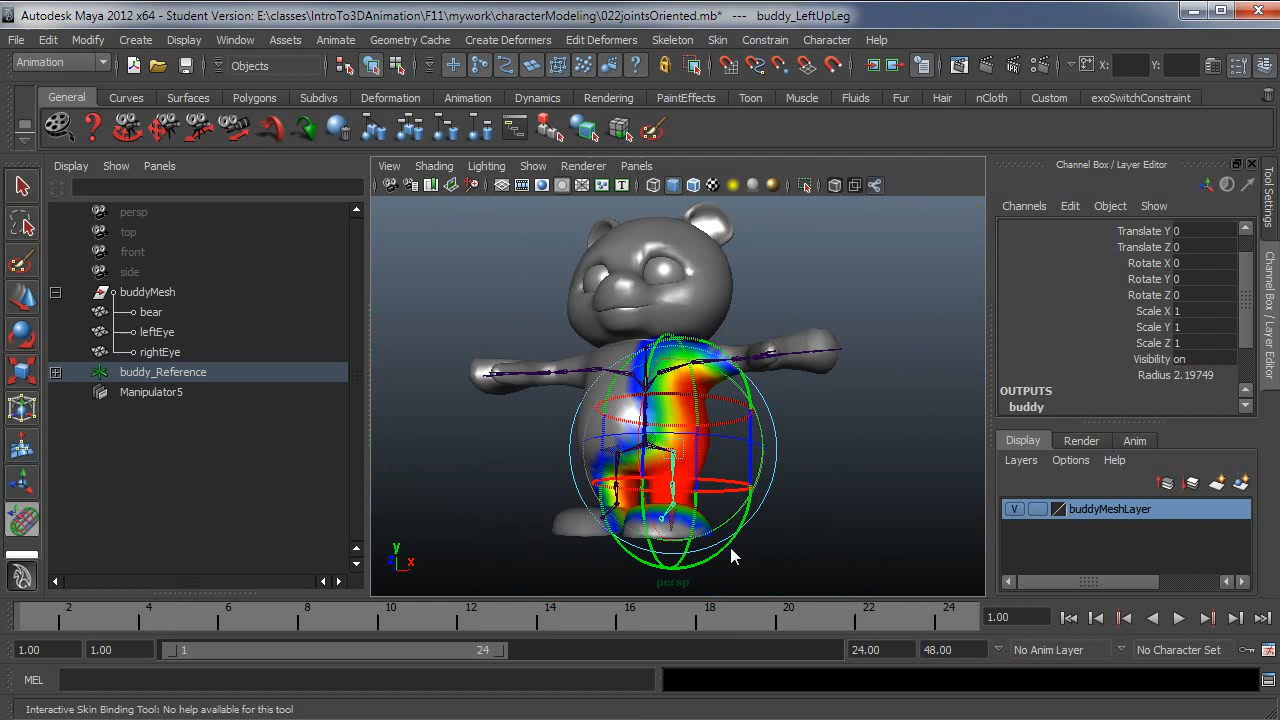 Autodesk Maya 2012 x64 - Student Version: E:\classes\IntroTo3DAnimation\F11\mywork\characterModeling\022jointsOriented.mb* --- buddy_LeftUpLeg
File Edit Modify Create Display Window Assets Animate Geometry Cache Create Deformers Edit Deformers Skeleton Skin Constrain Character Help
Animation Objects X: Y:
General Curves Surfaces Polygons Subdivs Deformation Animation Dynamics Rendering PaintEffects Toon Muscle Fluids Fur Hair nCloth Custom exoSwitchConstraint
Display Show Panels
View Shading Lighting Show Renderer Panels
Channel Box / Layer Editor
Channels Edit Object Show
persp
top
front
side
buddyMesh
bear
leftEye
rightEye
buddy_Reference
Manipulator5
y
z x
persp
Translate Y 0
Translate Z 0
Rotate X 0
Rotate Y 0
Rotate Z 0
Scale X 1
Scale Y 1
Scale Z 1
Visibility on
Radius 2.19749
OUTPUTS
buddy
Display Render Anim
Layers Options Help
V buddyMeshLayer
Tool Settings
Channel Box / Layer Editor
2 4 6 8 10 12 14 16 18 20 22 24
1.00
1.00 1.00 1 24 24.00 48.00 No Anim Layer No Character Set
MEL
Interactive Skin Binding Tool: No help available for this tool